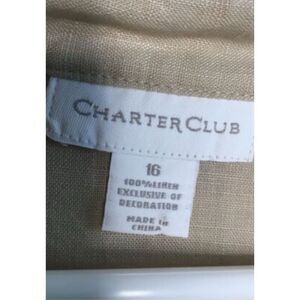 CHARTER CLUB
16
100% LINEN
EXCLUSIVE OF
DECORATION
MADE IN
CHINA